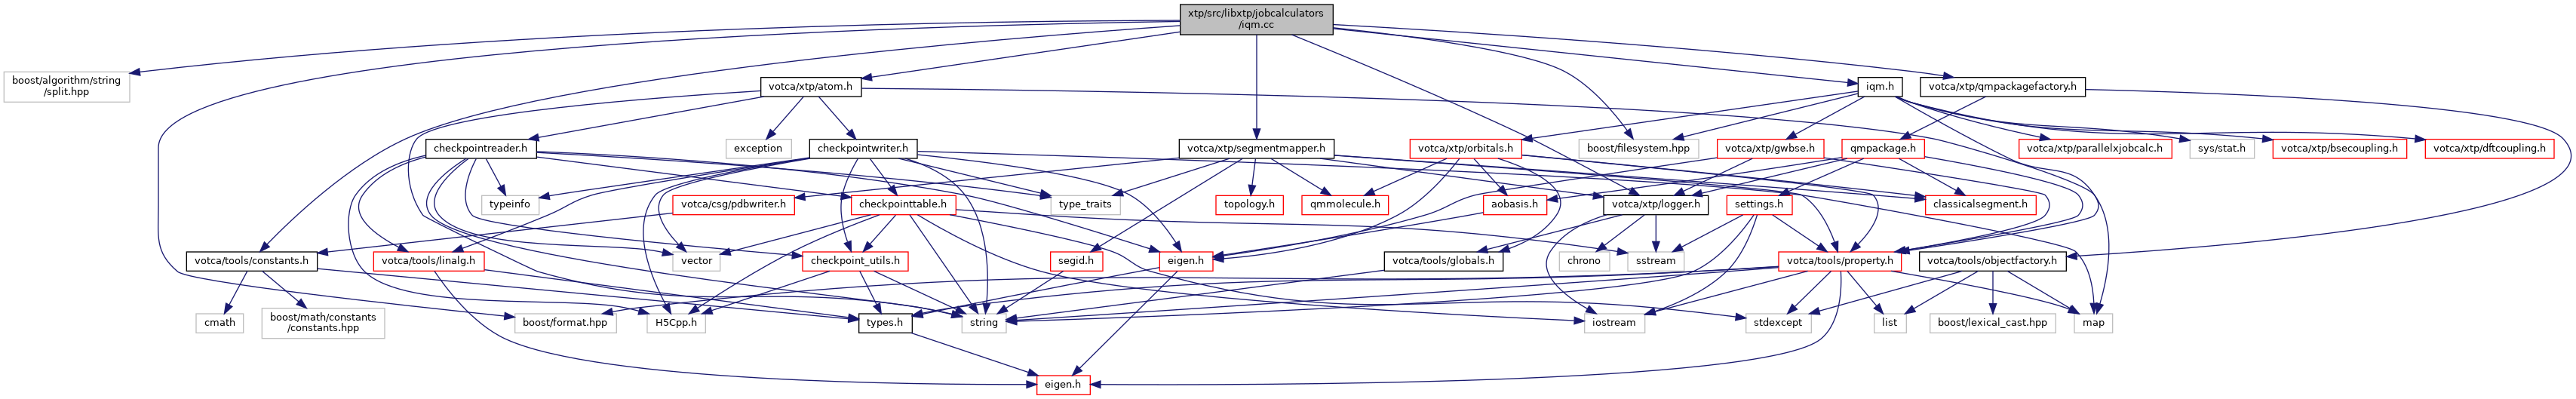 xtp/src/libxtp/jobcalculators
/iqm.cc
boost/algorithm/string
/split.hpp
votca/xtp/atom.h
iqm.h
votca/xtp/qmpackagefactory.h
checkpointreader.h
exception
checkpointwriter.h
votca/xtp/segmentmapper.h
votca/xtp/orbitals.h
boost/filesystem.hpp
votca/xtp/gwbse.h
qmpackage.h
votca/xtp/parallelxjobcalc.h
sys/stat.h
votca/xtp/bsecoupling.h
votca/xtp/dftcoupling.h
typeinfo
votca/csg/pdbwriter.h
checkpointtable.h
type_traits
topology.h
qmmolecule.h
aobasis.h
votca/xtp/logger.h
settings.h
classicalsegment.h
votca/tools/constants.h
votca/tools/linalg.h
vector
checkpoint_utils.h
segid.h
eigen.h
votca/tools/globals.h
chrono
sstream
votca/tools/property.h
votca/tools/objectfactory.h
cmath
boost/math/constants
/constants.hpp
boost/format.hpp
H5Cpp.h
types.h
string
iostream
stdexcept
list
boost/lexical_cast.hpp
map
eigen.h